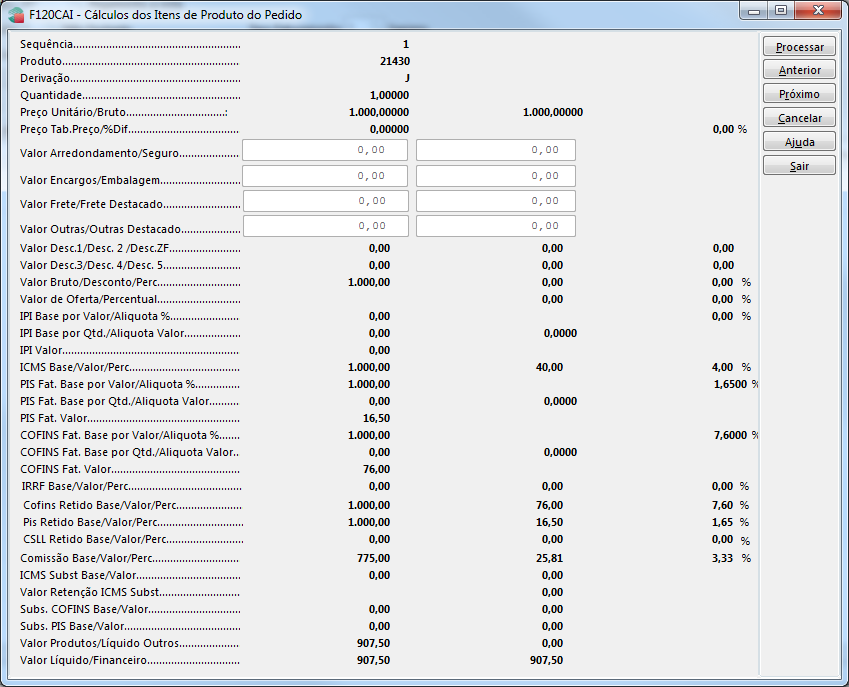 F120CAI - Cálculos dos Itens de Produto do Pedido
Sequência................................................... 1
Produto....................................................... 21430
Derivação.................................................... J
Quantidade................................................. 1,00000
Preço Unitário/Bruto...............................: 1.000,00000 1.000,00000
Preço Tab.Preço/%Dif.................................. 0,00000 0,00 %
Valor Arredondamento/Seguro................... 0,00 0,00
Valor Encargos/Embalagem........................ 0,00 0,00
Valor Frete/Frete Destacado....................... 0,00 0,00
Valor Outras/Outras Destacado.................. 0,00 0,00
Valor Desc.1/Desc. 2 /Desc.ZF..................... 0,00 0,00 0,00
Valor Desc.3/Desc. 4/Desc. 5....................... 0,00 0,00 0,00
Valor Bruto/Desconto/Perc......................... 1.000,00 0,00 0,00 %
Valor de Oferta/Percentual......................... 0,00 0,00 %
IPI Base por Valor/Aliquota %..................... 0,00 0,00 %
IPI Base por Qtd./Aliquota Valor................. 0,00 0,0000
IPI Valor...................................................... 0,00
ICMS Base/Valor/Perc.................................. 1.000,00 40,00 4,00 %
PIS Fat. Base por Valor/Aliquota %.............. 1.000,00 1,6500 %
PIS Fat. Base por Qtd./Aliquota Valor.......... 0,00 0,0000
PIS Fat. Valor............................................... 16,50
COFINS Fat. Base por Valor/Aliquota %....... 1.000,00 7,6000 %
COFINS Fat. Base por Qtd./Aliquota Valor.. 0,00 0,0000
COFINS Fat. Valor........................................ 76,00
IRRF Base/Valor/Perc................................... 0,00 0,00 0,00 %
Cofins Retido Base/Valor/Perc.................... 1.000,00 76,00 7,60 %
Pis Retido Base/Valor/Perc.......................... 1.000,00 16,50 1,65 %
CSLL Retido Base/Valor/Perc....................... 0,00 0,00 0,00 %
Comissão Base/Valor/Perc........................... 775,00 25,81 3,33 %
ICMS Subst Base/Valor................................ 0,00 0,00
Valor Retenção ICMS Subst......................... 0,00
Subs. COFINS Base/Valor............................ 0,00 0,00
Subs. PIS Base/Valor................................... 0,00 0,00
Valor Produtos/Líquido Outros................... 907,50 0,00
Valor Líquido/Financeiro............................. 907,50 907,50
Processar
Anterior
Próximo
Cancelar
Ajuda
Sair